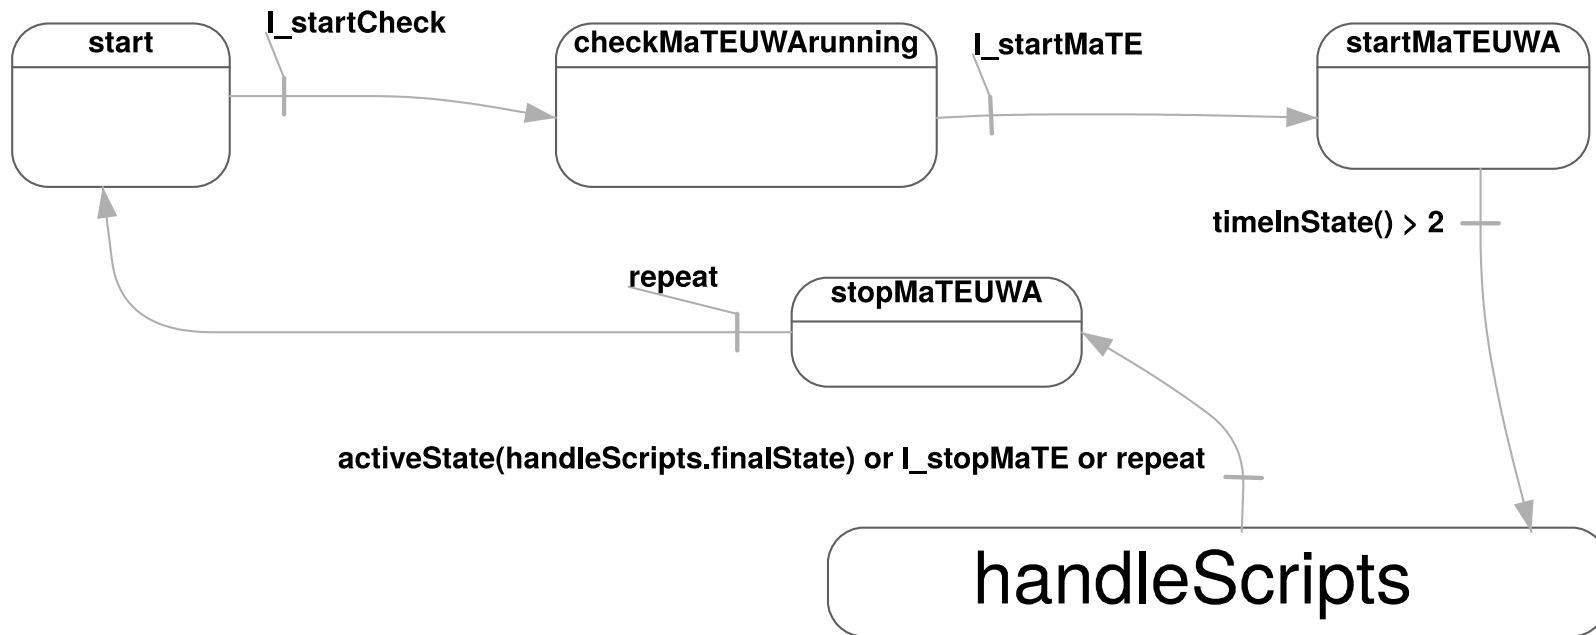 start
I_startCheck
checkMaTEUWArunning
I_startMaTE
startMaTEUWA
timeInState() > 2
repeat
stopMaTEUWA
activeState(handleScripts.finalState) or I_stopMaTE or repeat
handleScripts